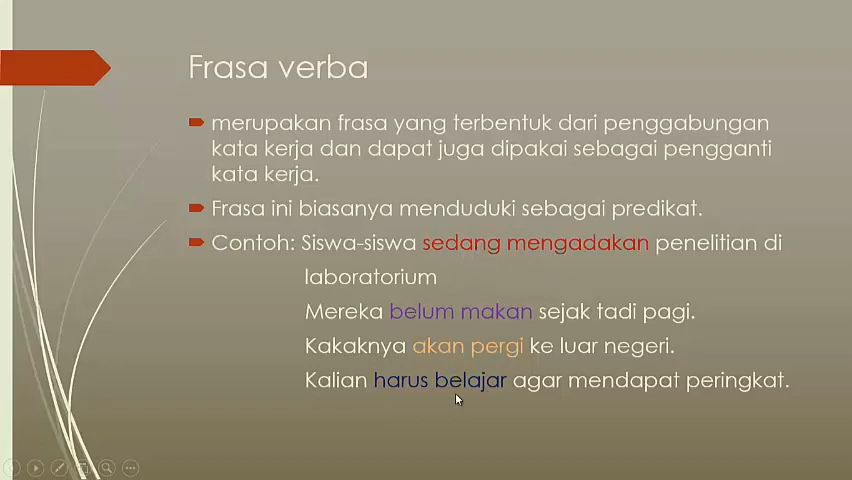 Frasa verba
merupakan frasa yang terbentuk dari penggabungan
kata kerja dan dapat juga dipakai sebagai pengganti
kata kerja.
Frasa ini biasanya menduduki sebagai predikat.
Contoh: Siswa-siswa sedang mengadakan penelitian di
laboratorium
Mereka belum makan sejak tadi pagi.
Kakaknya akan pergi ke luar negeri.
Kalian harus belajar agar mendapat peringkat.